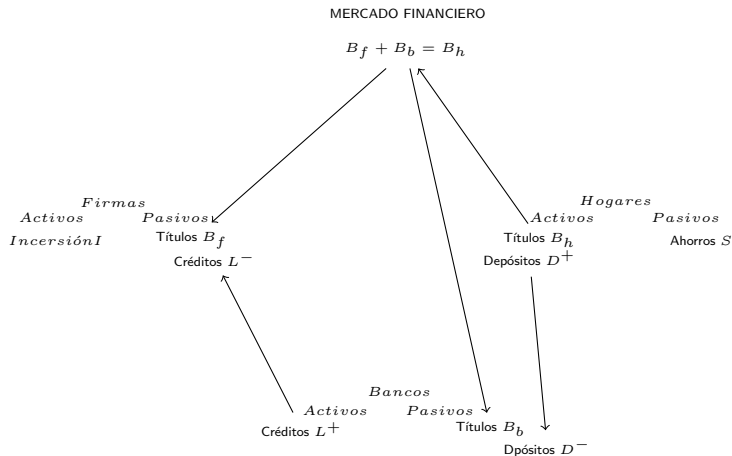 MERCADO FINANCIERO
B_f + B_b = B_h
Firmas
Activos Pasivos
IncersiónI Títulos B_f
Créditos L^-
Hogares
Activos Pasivos
Títulos B_h Ahorros S
Depósitos D^+
Bancos
Activos Pasivos
Créditos L^+ Títulos B_b
Dpósitos D^-